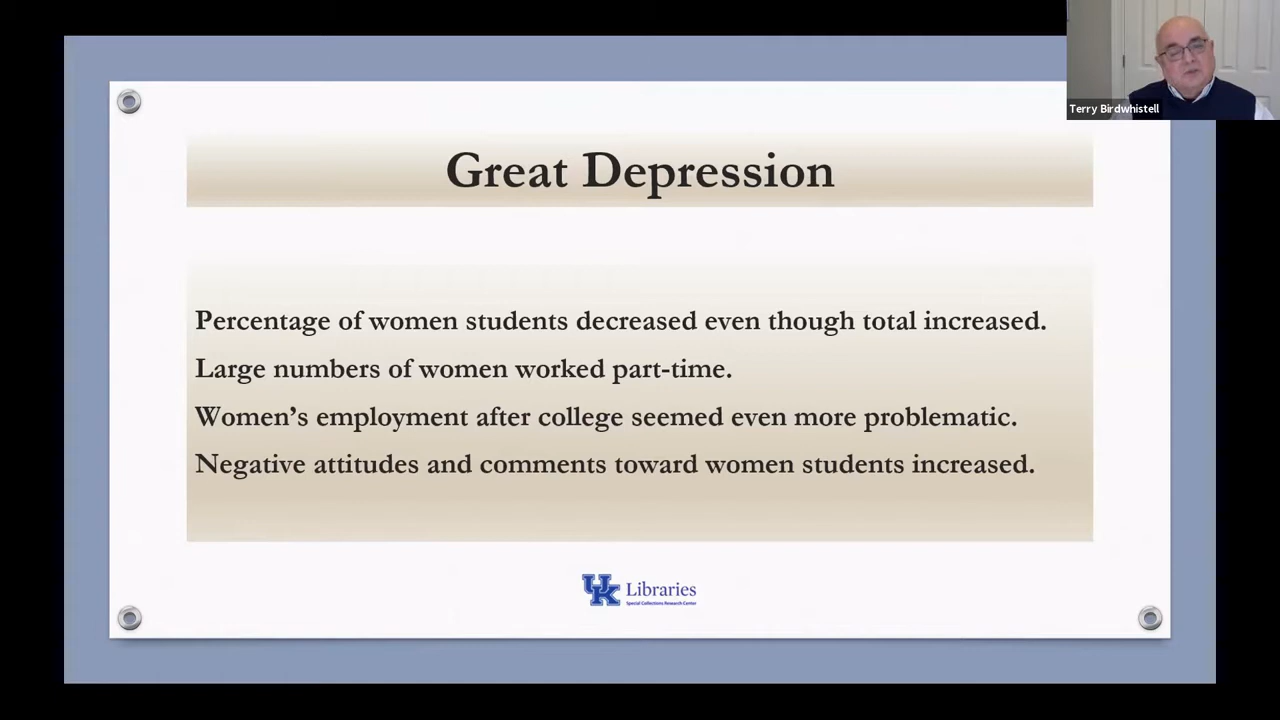 Terry Birdwhistell
Great Depression
Percentage of women students decreased even though total increased.
Large numbers of women worked part-time.
Women’s employment after college seemed even more problematic.
Negative attitudes and comments toward women students increased.
UK Libraries
Special Collections Research Center